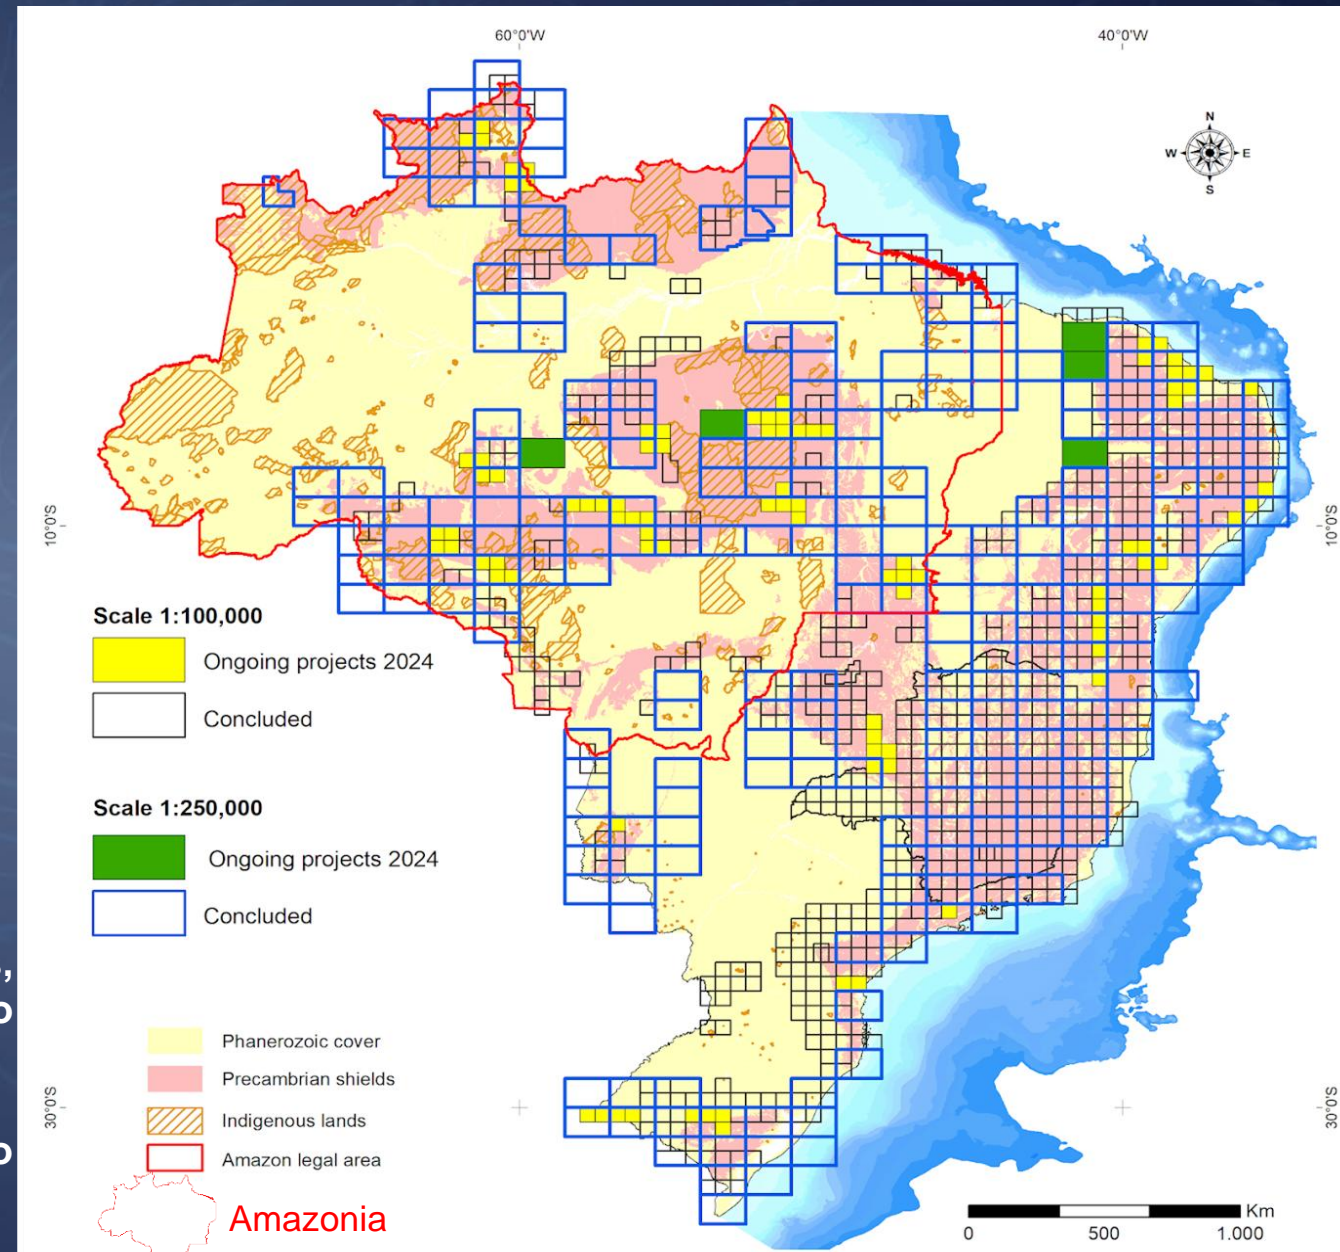 60°0'W
40°0'W
N
W
E
S
10°0'S
10°0'S
Scale 1:100,000
Ongoing projects 2024
Concluded
Scale 1:250,000
Ongoing projects 2024
Concluded
,
o
o
Phanerozoic cover
Precambrian shields
Indigenous lands
Amazon legal area
Amazonia
30°0'S
30°0'S
Km
0
500
1.000